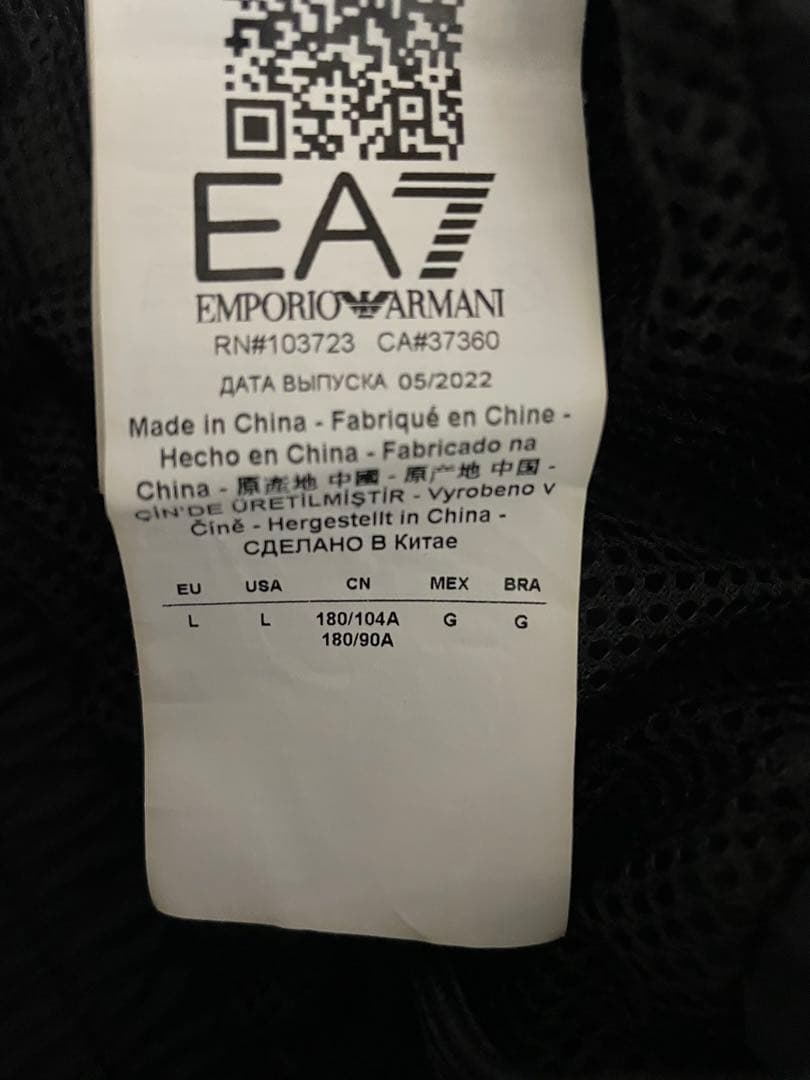 EA7
EMPORIO ARMANI
RN#103723 CA#37360
ДАТА ВЫПУСКА 05/2022
Made in China - Fabriqué en Chine -
Hecho en China - Fabricado na
China - 原產地 中國 - 原产地 中国 -
ÇİN'DE ÜRETİLMİŞTİR - Vyrobeno v
Číně - Hergestellt in China -
СДЕЛАНО В Китае
EU USA CN MEX BRA
L L 180/104A G G
180/90A